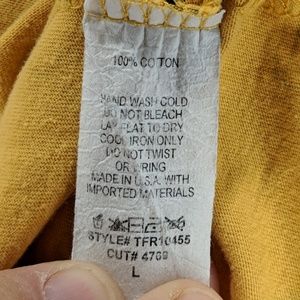 100% COTTON
HAND WASH COLD
DO NOT BLEACH
LAY FLAT TO DRY
COOL IRON ONLY
DO NOT TWIST
OR WRING
MADE IN U.S.A. WITH
IMPORTED MATERIALS
STYLE# TFR10455
CUT# 4769
L